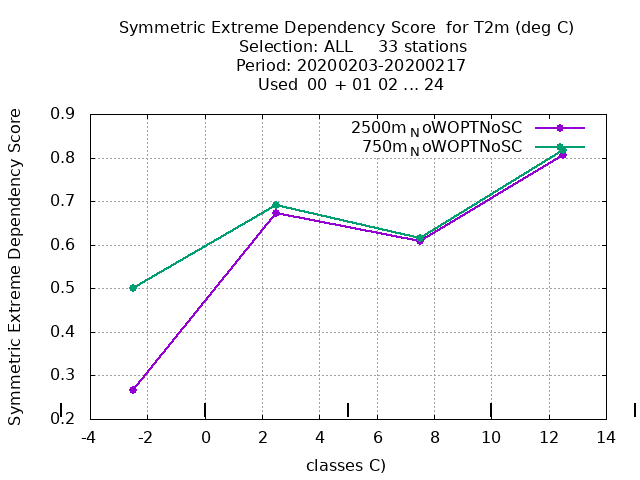 Symmetric Extreme Dependency Score for T2m (deg C)
Selection: ALL 33 stations
Period: 20200203-20200217
Used 00 + 01 02 ... 24
Symmetric Extreme Dependency Score
0.9
0.8
0.7
0.6
0.5
0.4
0.3
0.2
2500m_NoWOPTNoSC
750m_NoWOPTNoSC
-4 -2 0 2 4 6 8 10 12 14
classes C)